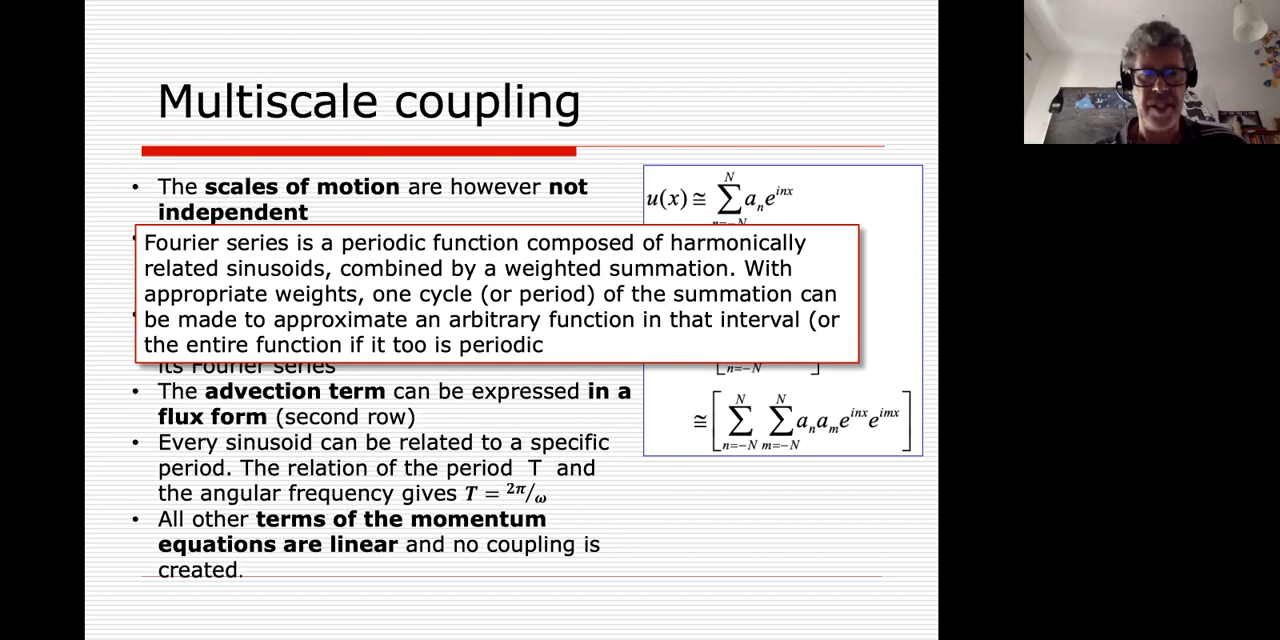 Multiscale coupling
• The scales of motion are however not
independent
Fourier series is a periodic function composed of harmonically
related sinusoids, combined by a weighted summation. With
appropriate weights, one cycle (or period) of the summation can
be made to approximate an arbitrary function in that interval (or
the entire function if it too is periodic
its Fourier series
• The advection term can be expressed in a
flux form (second row)
• Every sinusoid can be related to a specific
period. The relation of the period T and
the angular frequency gives T = 2π/ω
• All other terms of the momentum
equations are linear and no coupling is
created.
u(x) ≅ ∑_{n=-N}^{N} a_n e^{inx}
[n=-N ]
≅ [∑_{n=-N}^{N} ∑_{m=-N}^{N} a_n a_m e^{inx} e^{imx}]